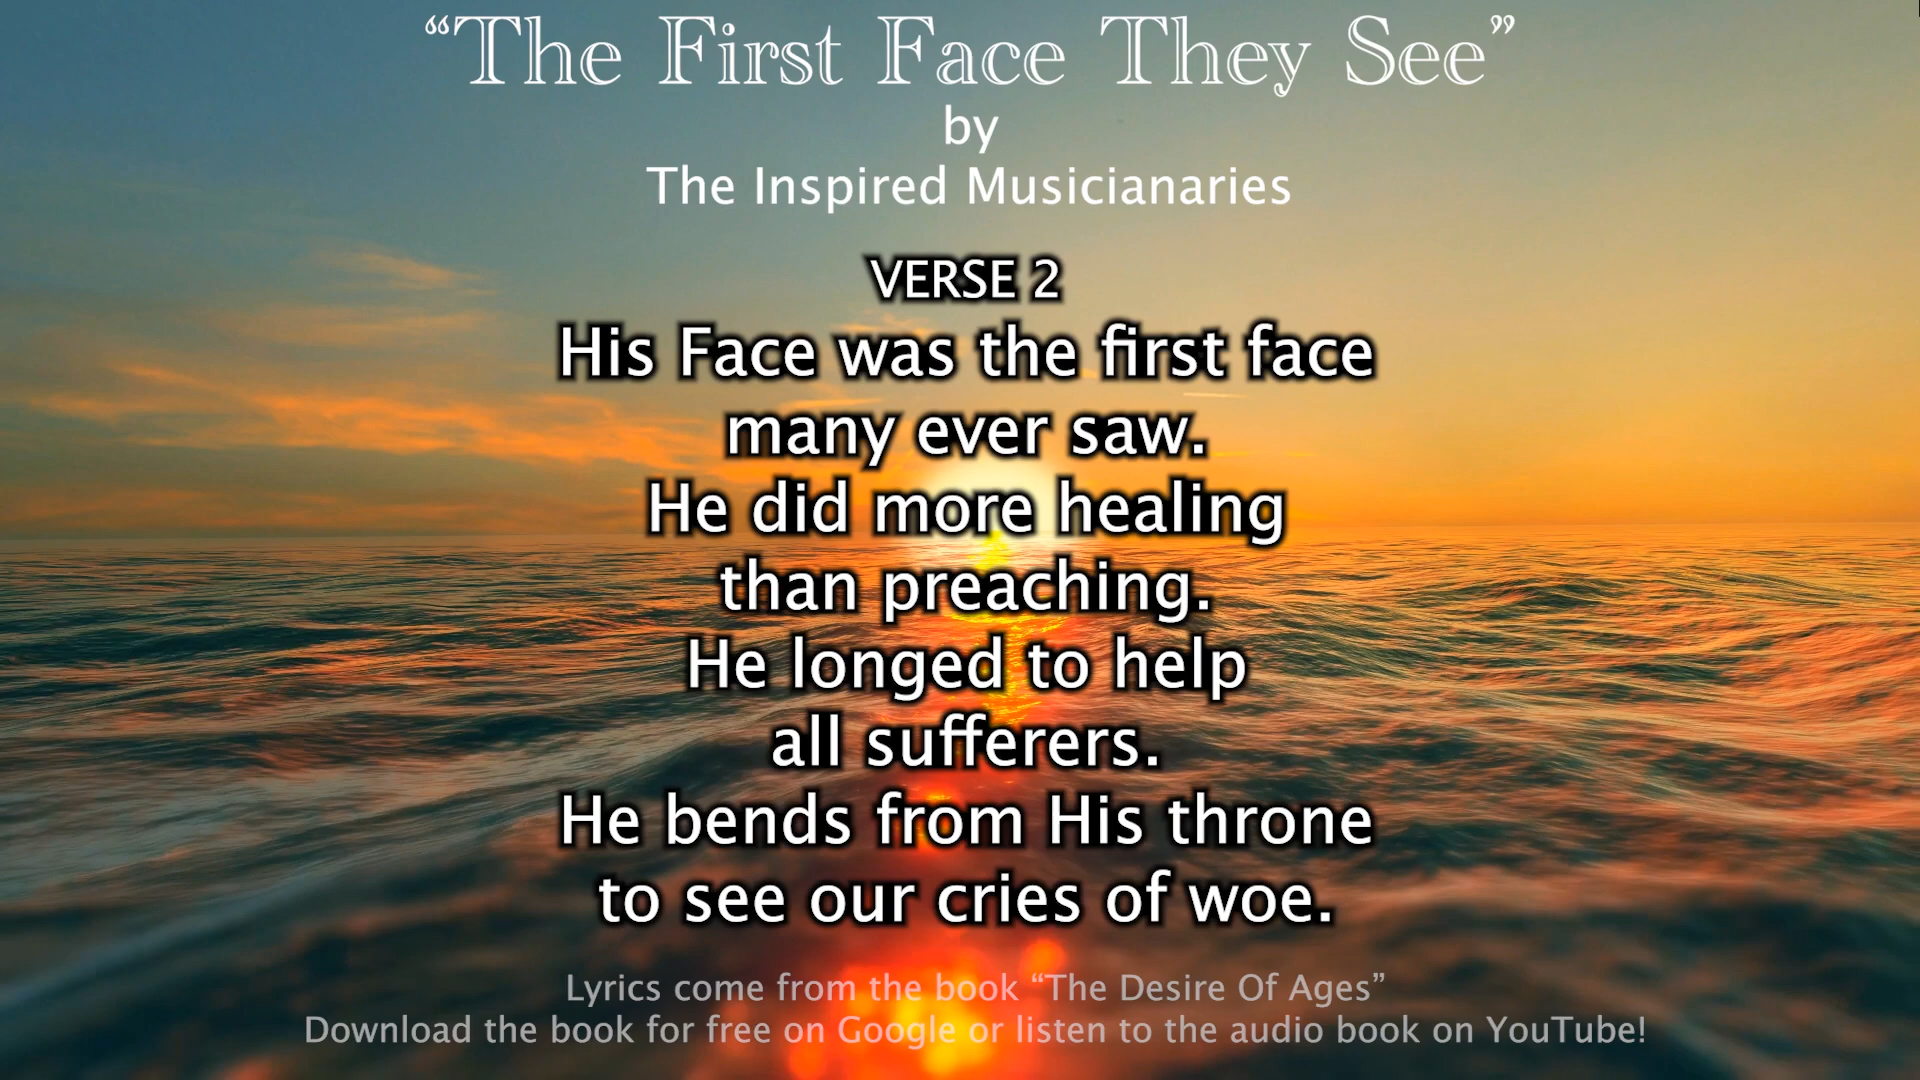 “The First Face They See”
by
The Inspired Musicianaries
VERSE 2
His Face was the first face
many ever saw.
He did more healing
than preaching.
He longed to help
all sufferers.
He bends from His throne
to see our cries of woe.
Lyrics come from the book “The Desire Of Ages”
Download the book for free on Google or listen to the audio book on YouTube!